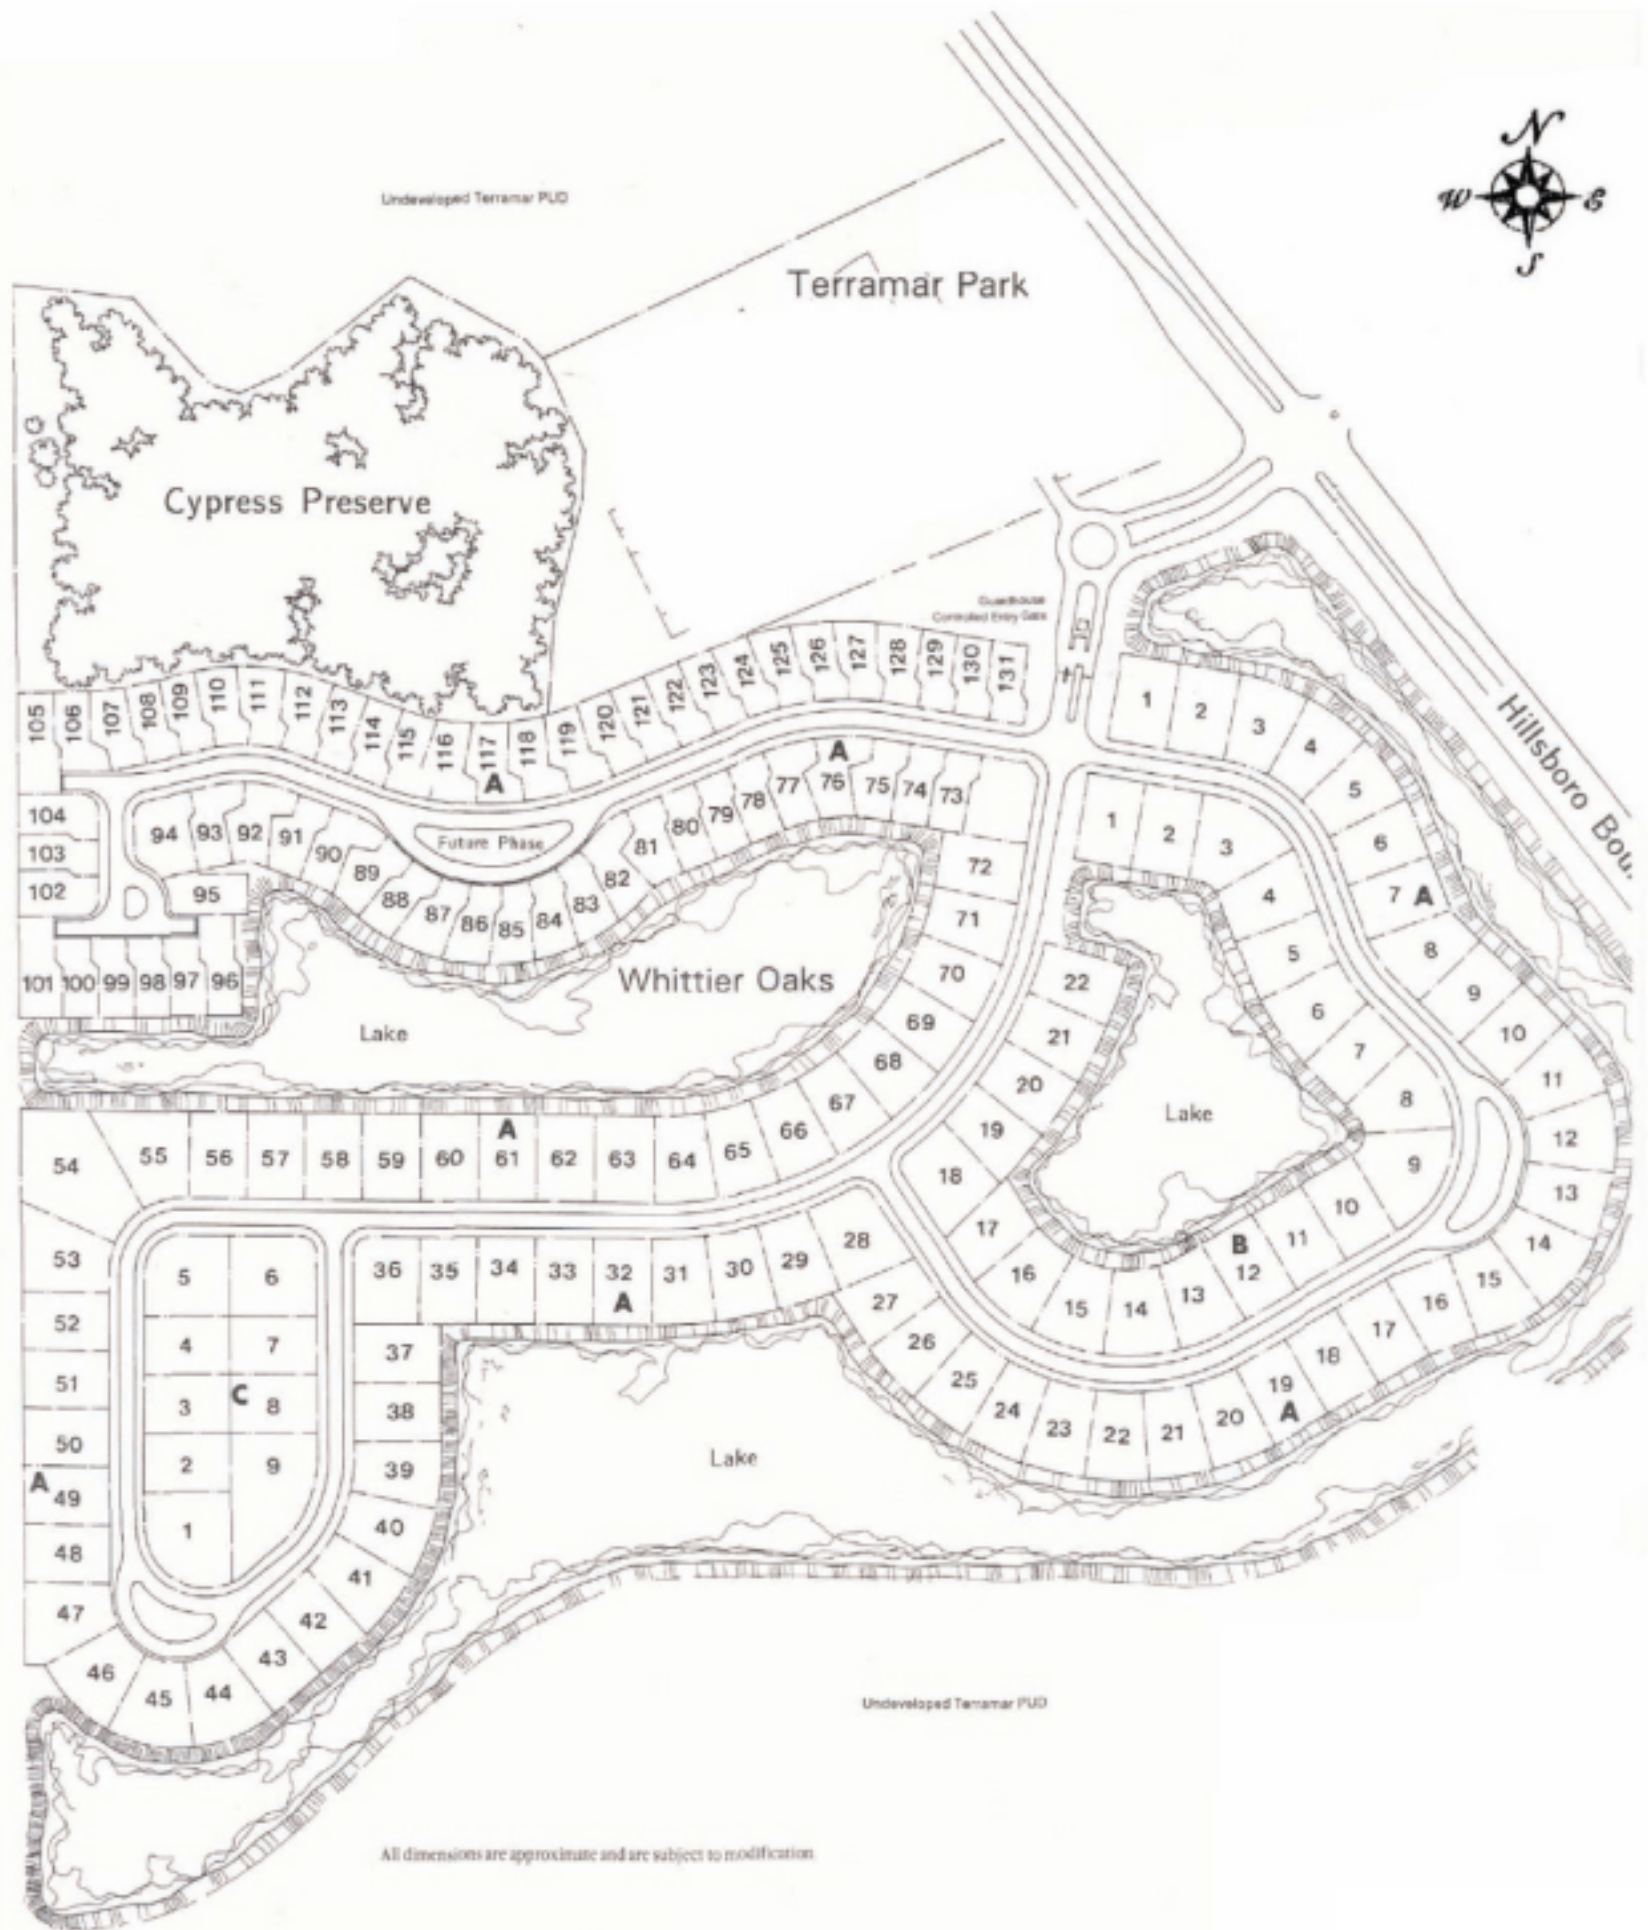 N
W
E
S
Undeveloped Terramar PUD
Terramar Park
Cypress Preserve
Guardhouse
Controlled Entry Gate
Hillsboro Bou
105 106 107 108 109 110 111 112 113 114 115 116 117 118 119 120 121 122 123 124 125 126 127 128 129 130 131
A
A
1 2 3 4 5 6 7 8 9 10 11 12 13 14 15 16 17 18 19 20 21 22 23 24 25 26 27 28 29 30 31 32 33 34 35 36
A
A
A
104
103
102
94 93 92 91 90 89 88 87 86 85 84 83 82 81 80 79 78 77 76 75 74 73
Future Phase
95
101 100 99 98 97 96
72
71
70
69
68
67
66
65
64
63
62
61
60
59
58
57
56
55
54
A
Whittier Oaks
Lake
1 2 3 4 5 6 7 8 9 10 11 12 13 14 15 16 17 18 19 20 21 22
B
Lake
53
52
51
50
49
48
47
46
45
44
43
42
41
40
39
38
37
A
5 6
4 7
3 8
2 9
1
C
Lake
Undeveloped Terramar PUD
All dimensions are approximate and are subject to modification